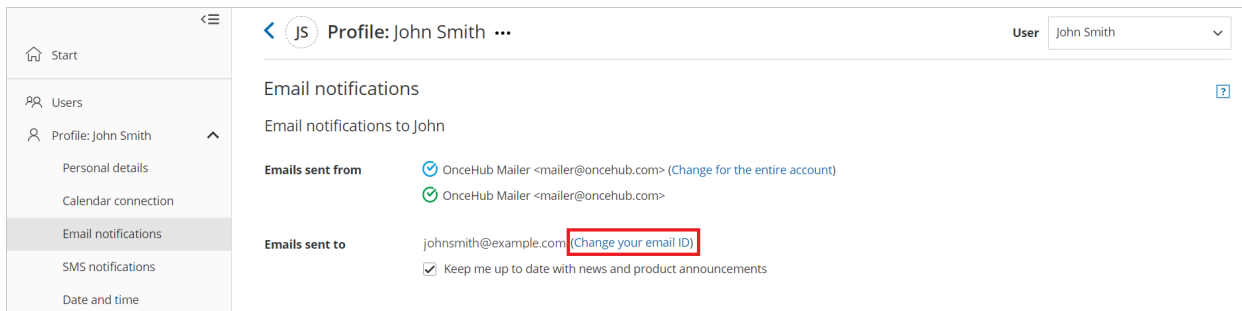 Start
Users
Profile: John Smith
Personal details
Calendar connection
Email notifications
SMS notifications
Date and time
JS Profile: John Smith ...
User John Smith
Email notifications
?
Email notifications to John
Emails sent from OnceHub Mailer <mailer@oncehub.com> (Change for the entire account)
OnceHub Mailer <mailer@oncehub.com>
Emails sent to johnsmith@example.com (Change your email ID)
Keep me up to date with news and product announcements